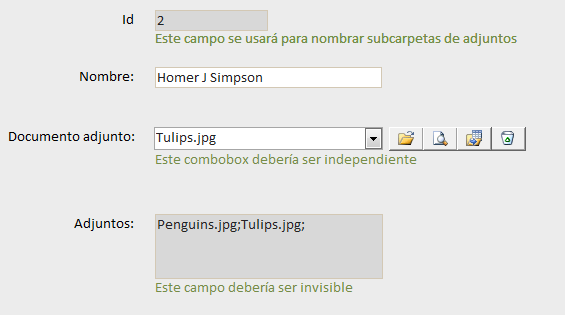 Id 2
Este campo se usará para nombrar subcarpetas de adjuntos
Nombre: Homer J Simpson
Documento adjunto: Tulips.jpg
Este combobox debería ser independiente
Adjuntos: Penguins.jpg;Tulips.jpg;
Este campo debería ser invisible